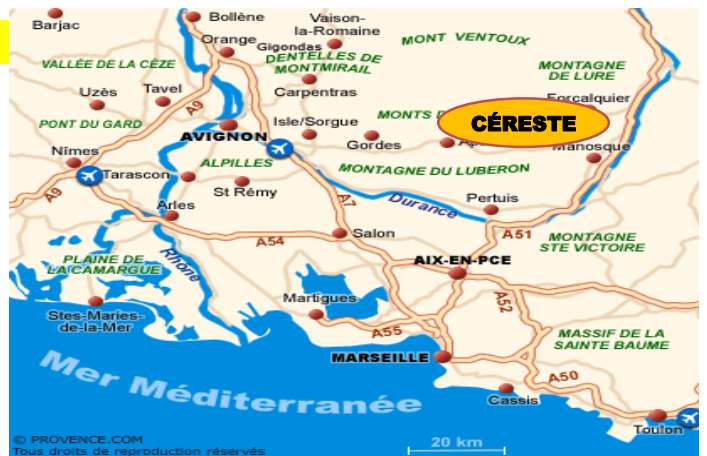 Barjac
Bollène
Vaison-
la-Romaine
MONT VENTOUX
Orange
Gigondas
DENTELLES DE
MONTMIRAIL
VALLÉE DE LA CÈZE
MONTAGNE
DE LURE
Uzès
Tavel
A9
Carpentras
Forcalquier
MONTS D
CÉRESTE
PONT DU GARD
AVIGNON
Isle/Sorgue
Gordes
Manosque
Nîmes
ALPILLES
MONTAGNE DU LUBERON
Tarascon
St Rémy
A9
A7
Durance
Pertuis
Arles
A54
Salon
A51
MONTAGNE
STE VICTOIRE
PLAINE DE
LA CAMARGUE
Rhône
AIX-EN-PCE
Martigues
A52
Stes-Maries-
de-la-Mer
A55
MASSIF DE LA
SAINTE BAUME
MARSEILLE
A50
Mer Méditerranée
Cassis
Toulon
© PROVENCE.COM
Tous droits de reproduction réservés
20 km